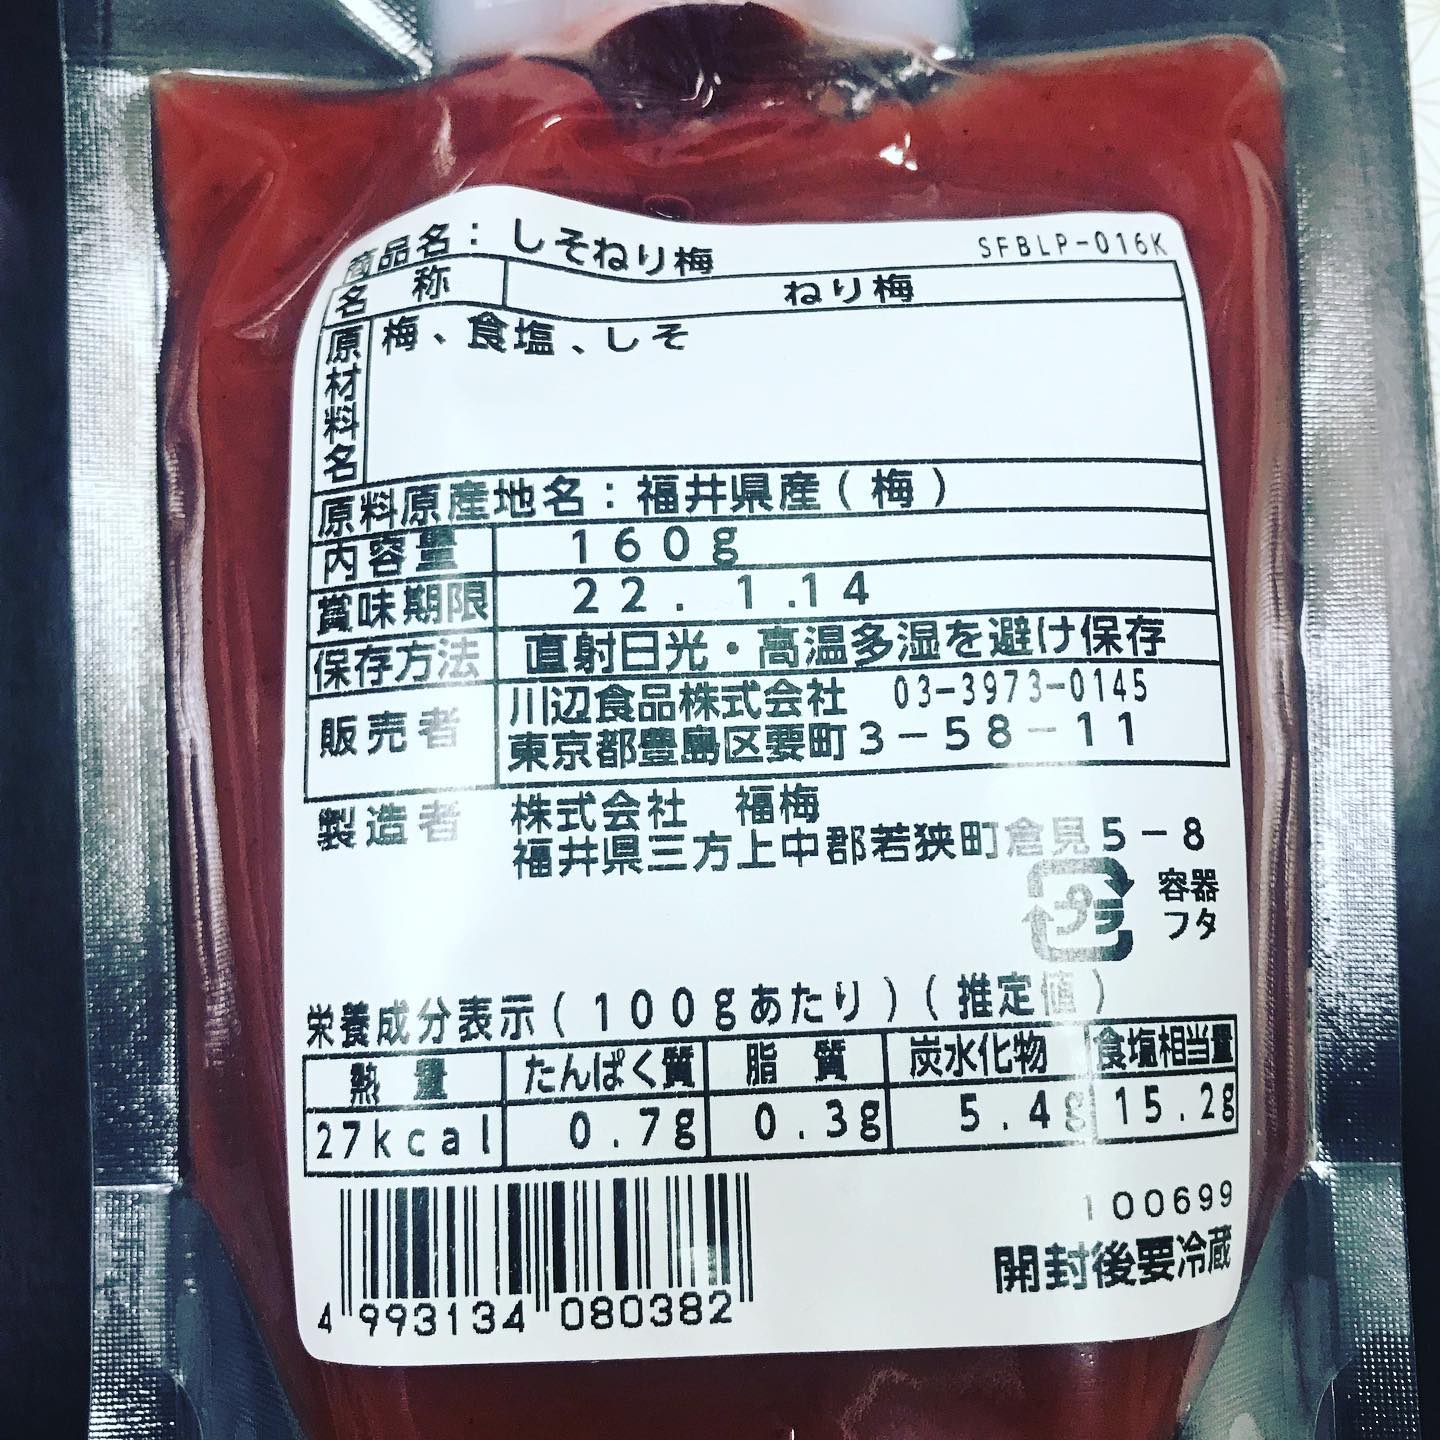 商品名：しそねり梅 SFBLP-016K
名称 ねり梅
原材料名 梅、食塩、しそ
原料原産地名：福井県産(梅)
内容量 160g
賞味期限 22. 1.14
保存方法 直射日光・高温多湿を避け保存
販売者 川辺食品株式会社 03-3973-0145
東京都豊島区要町3-58-11
製造者 株式会社 福梅
福井県三方上中郡若狭町倉見5-8
プラ 容器
フタ
栄養成分表示(100gあたり)(推定値)
熱量 たんぱく質 脂質 炭水化物 食塩相当量
27kcal 0.7g 0.3g 5.4g 15.2g
100699
開封後要冷蔵
4 993134 080382